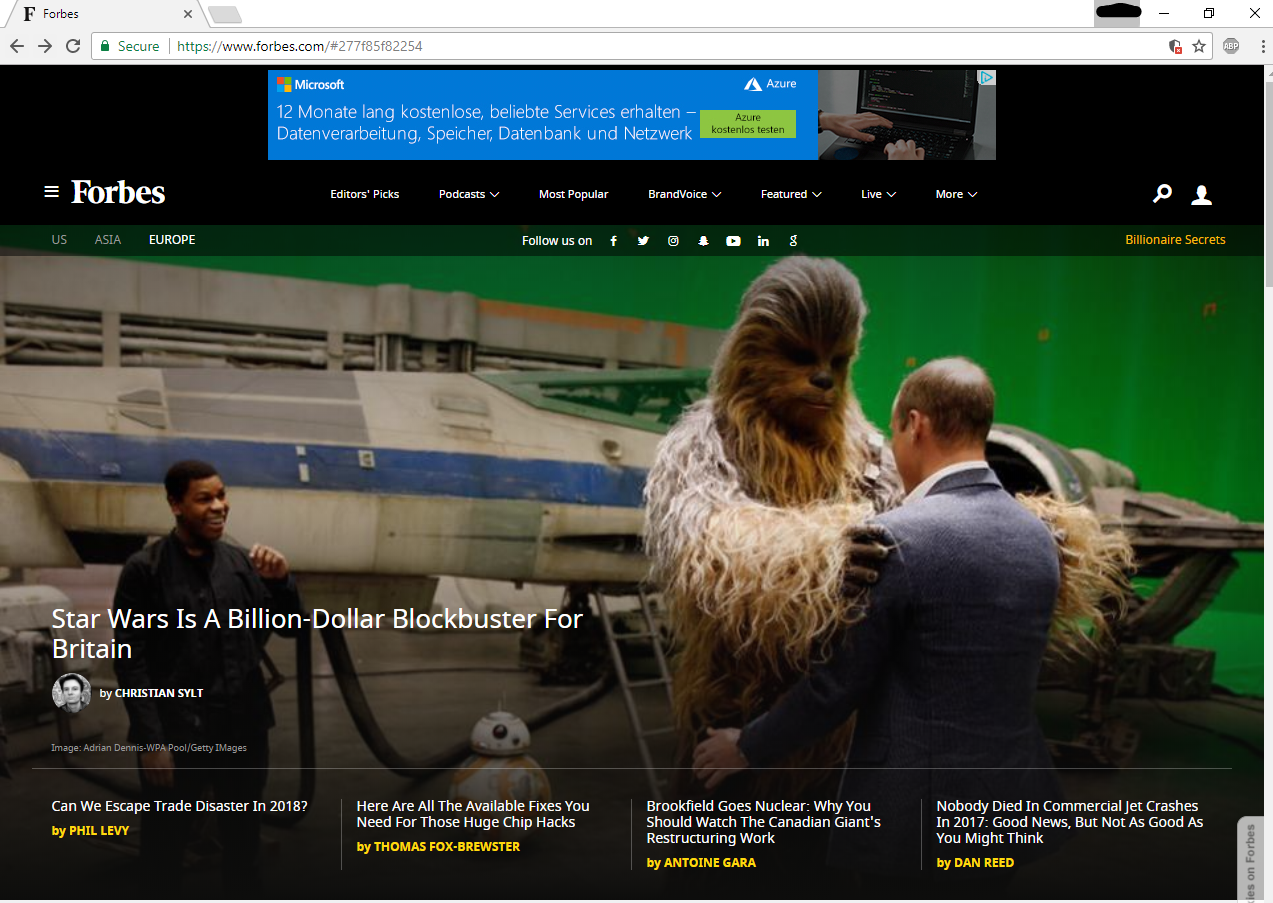 F Forbes
Secure https://www.forbes.com/#277f85f82254
ABP
Microsoft
Azure
12 Monate lang kostenlose, beliebte Services erhalten –
Datenverarbeitung, Speicher, Datenbank und Netzwerk
Azure
kostenlos testen
Forbes
Editors' Picks
Podcasts
Most Popular
BrandVoice
Featured
Live
More
US
ASIA
EUROPE
Follow us on
Billionaire Secrets
Star Wars Is A Billion-Dollar Blockbuster For
Britain
by CHRISTIAN SYLT
Image: Adrian Dennis-WPA Pool/Getty IMages
Can We Escape Trade Disaster In 2018?
by PHIL LEVY
Here Are All The Available Fixes You
Need For Those Huge Chip Hacks
by THOMAS FOX-BREWSTER
Brookfield Goes Nuclear: Why You
Should Watch The Canadian Giant's
Restructuring Work
by ANTOINE GARA
Nobody Died In Commercial Jet Crashes
In 2017: Good News, But Not As Good As
You Might Think
by DAN REED
on Forbes